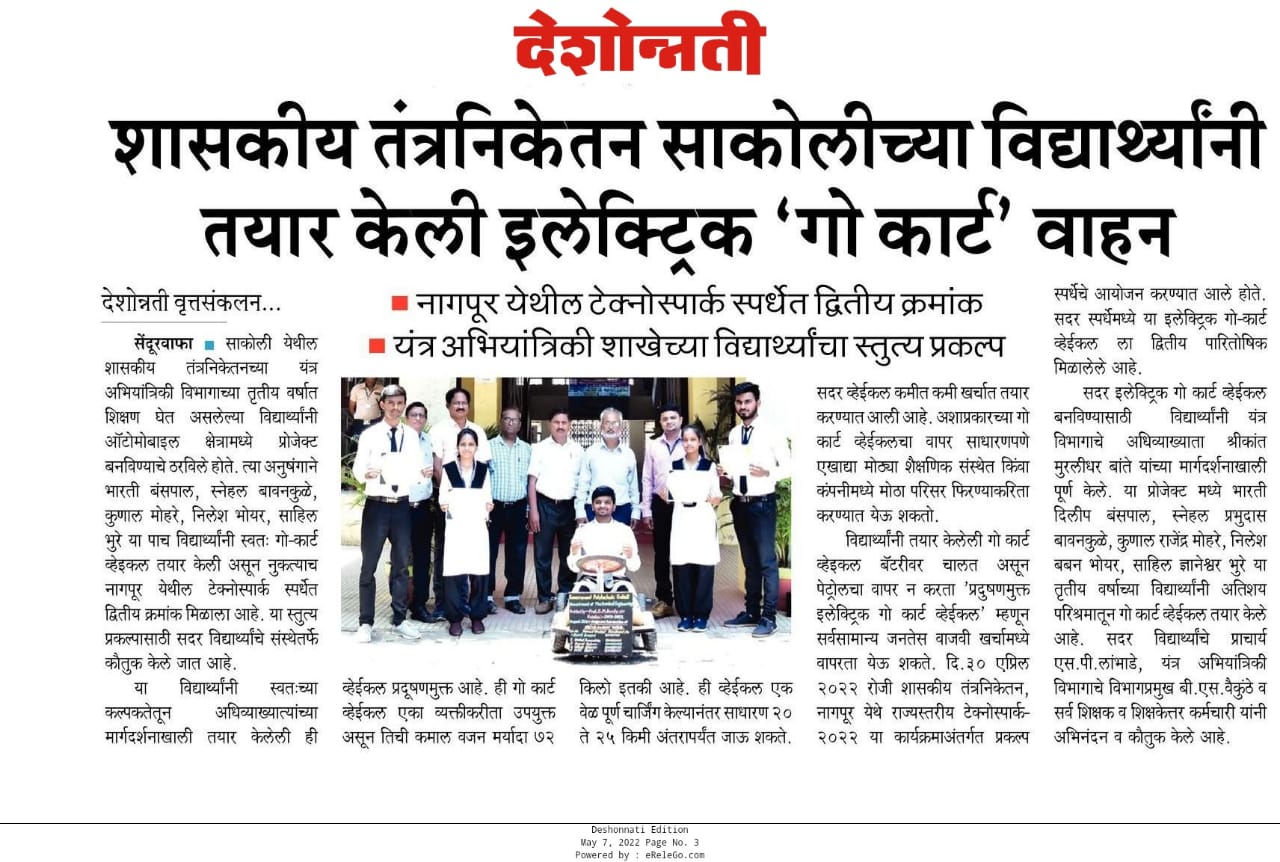 देशोन्नती
शासकीय तंत्रनिकेतन साकोलीच्या विद्यार्थ्यांनी
तयार केली इलेक्ट्रिक ‘गो कार्ट’ वाहन
देशोन्नती वृत्तसंकलन...
■ नागपूर येथील टेक्नोस्पार्क स्पर्धेत द्वितीय क्रमांक
■ यंत्र अभियांत्रिकी शाखेच्या विद्यार्थ्यांचा स्तुत्य प्रकल्प
सेंदूरवाफा ■ साकोली येथील
शासकीय तंत्रनिकेतनच्या यंत्र
अभियांत्रिकी विभागाच्या तृतीय वर्षात
शिक्षण घेत असलेल्या विद्यार्थ्यांनी
ऑटोमोबाइल क्षेत्रामध्ये प्रोजेक्ट
बनविण्याचे ठरविले होते. त्या अनुषंगाने
भारती बंसपाल, स्नेहल बावनकुळे,
कुणाल मोहरे, निलेश भोयर, साहिल
भुरे या पाच विद्यार्थ्यांनी स्वतः गो-कार्ट
व्हेइकल तयार केली असून नुकत्याच
नागपूर येथील टेक्नोस्पार्क स्पर्धेत
द्वितीय क्रमांक मिळाला आहे. या स्तुत्य
प्रकल्पासाठी सदर विद्यार्थ्यांचे संस्थेतर्फे
कौतुक केले जात आहे.
या विद्यार्थ्यांनी स्वतःच्या
कल्पकतेतून अधिव्याख्यात्यांच्या
मार्गदर्शनाखाली तयार केलेली ही
व्हेईकल प्रदूषणमुक्त आहे. ही गो कार्ट
व्हेईकल एका व्यक्तीकरीता उपयुक्त
असून तिची कमाल वजन मर्यादा ७२
किलो इतकी आहे. ही व्हेईकल एक
वेळ पूर्ण चार्जिंग केल्यानंतर साधारण २०
ते २५ किमी अंतरापर्यंत जाऊ शकते.
सदर व्हेईकल कमीत कमी खर्चात तयार
करण्यात आली आहे. अशाप्रकारच्या गो
कार्ट व्हेईकलचा वापर साधारणपणे
एखाद्या मोठ्या शैक्षणिक संस्थेत किंवा
कंपनीमध्ये मोठा परिसर फिरण्याकरिता
करण्यात येऊ शकतो.
विद्यार्थ्यांनी तयार केलेली गो कार्ट
व्हेइकल बॅटरीवर चालत असून
पेट्रोलचा वापर न करता ’प्रदुषणमुक्त
इलेक्ट्रिक गो कार्ट व्हेईकल’ म्हणून
सर्वसामान्य जनतेस वाजवी खर्चामध्ये
वापरता येऊ शकते. दि.३० एप्रिल
२०२२ रोजी शासकीय तंत्रनिकेतन,
नागपूर येथे राज्यस्तरीय टेक्नोस्पार्क-
२०२२ या कार्यक्रमाअंतर्गत प्रकल्प
स्पर्धेचे आयोजन करण्यात आले होते.
सदर स्पर्धेमध्ये या इलेक्ट्रिक गो-कार्ट
व्हेईकल ला द्वितीय पारितोषिक
मिळालेले आहे.
सदर इलेक्ट्रिक गो कार्ट व्हेईकल
बनविण्यासाठी विद्यार्थ्यांनी यंत्र
विभागाचे अधिव्याख्याता श्रीकांत
मुरलीधर बांते यांच्या मार्गदर्शनाखाली
पूर्ण केले. या प्रोजेक्ट मध्ये भारती
दिलीप बंसपाल, स्नेहल प्रभुदास
बावनकुळे, कुणाल राजेंद्र मोहरे, निलेश
बबन भोयर, साहिल ज्ञानेश्वर भुरे या
तृतीय वर्षाच्या विद्यार्थ्यांनी अतिशय
परिश्रमातून गो कार्ट व्हेईकल तयार केले
आहे. सदर विद्यार्थ्यांचे प्राचार्य
एस.पी.लांभाडे, यंत्र अभियांत्रिकी
विभागाचे विभागप्रमुख बी.एस.वैकुंठे व
सर्व शिक्षक व शिक्षकेत्तर कर्मचारी यांनी
अभिनंदन व कौतुक केले आहे.
Government Polytechnic Sakoli
Department of Mechanical Engineering
Deshonnati Edition
May 7, 2022 Page No. 3
Powered by : eReleGo.com